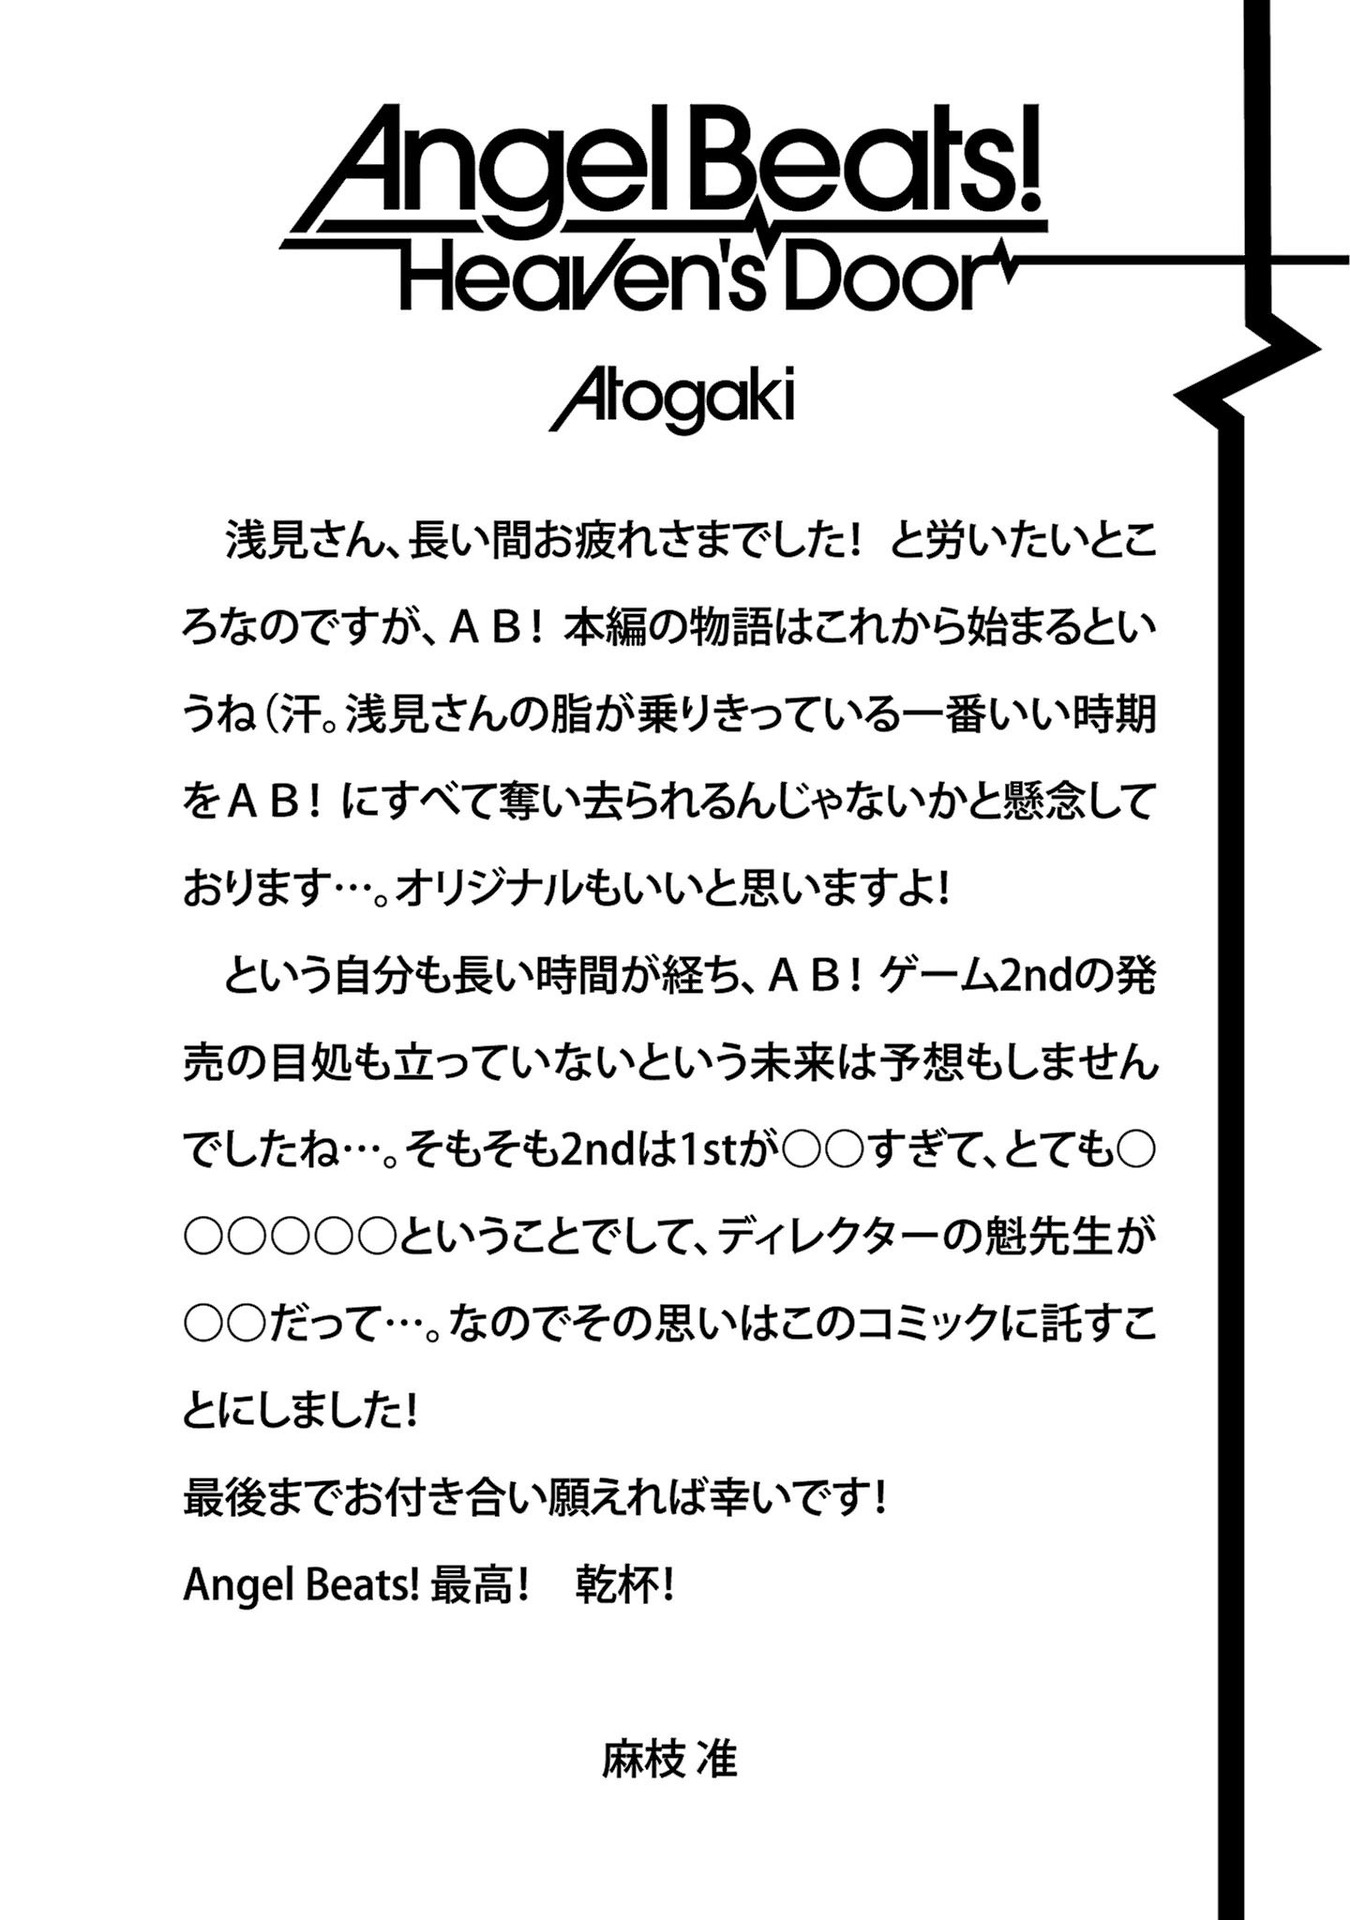 Angel Beats!
Heaven's Door
Atogaki
浅見さん、長い間お疲れさまでした！ と労いたいとこ
ろなのですが、ＡＢ！ 本編の物語はこれから始まるとい
うね（汗。浅見さんの脂が乗りきっている一番いい時期
をＡＢ！ にすべて奪い去られるんじゃないかと懸念して
おります…。オリジナルもいいと思いますよ！
という自分も長い時間が経ち、ＡＢ！ ゲーム2ndの発
売の目処も立っていないという未来は予想もしません
でしたね…。そもそも2ndは1stが○○すぎて、とても○
○○○○○ということでして、ディレクターの魁先生が
○○だって…。なのでその思いはこのコミックに託すこ
とにしました！
最後までお付き合い願えれば幸いです！
Angel Beats! 最高！　乾杯！
麻枝 准